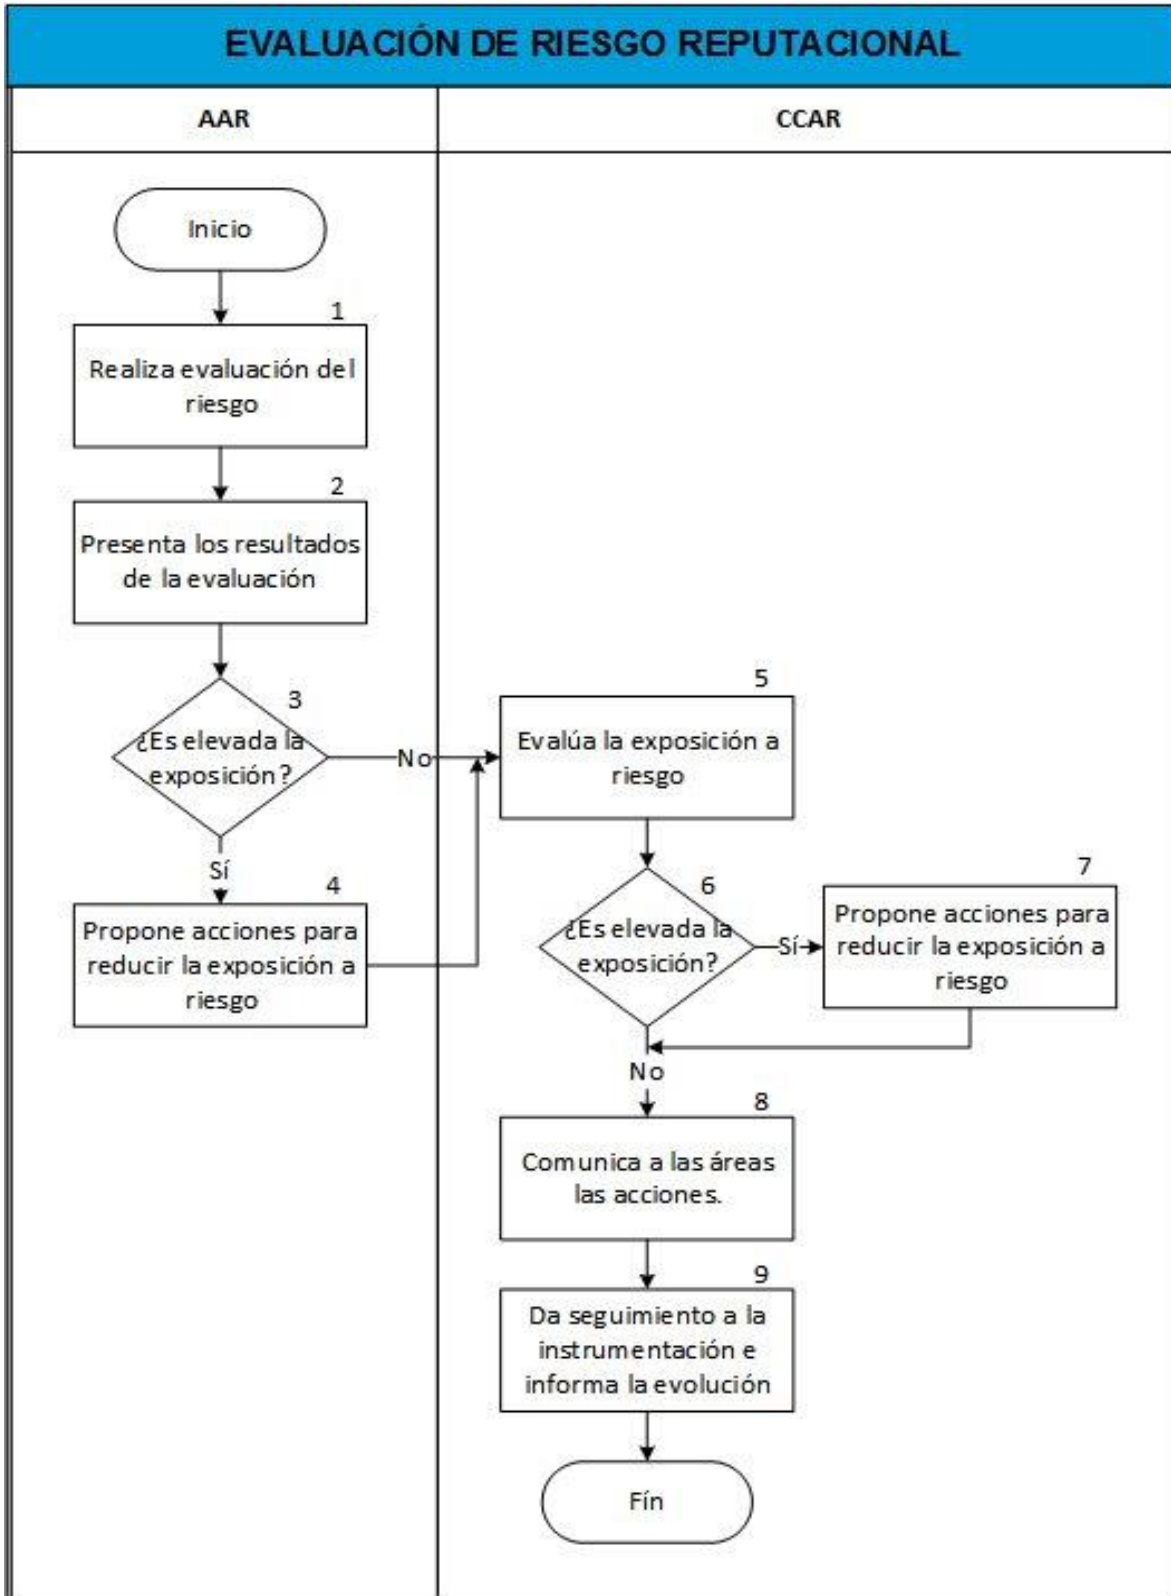 EVALUACIÓN DE RIESGO REPUTACIONAL
AAR
CCAR
Inicio
1
Realiza evaluación del
riesgo
2
Presenta los resultados
de la evaluación
3
¿Es elevada la
exposición?
No
Sí
4
Propone acciones para
reducir la exposición a
riesgo
5
Evalúa la exposición a
riesgo
6
¿Es elevada la
exposición?
Sí
7
Propone acciones para
reducir la exposición a
riesgo
No
8
Comunica a las áreas
las acciones.
9
Da seguimiento a la
instrumentación e
informa la evolución
Fín